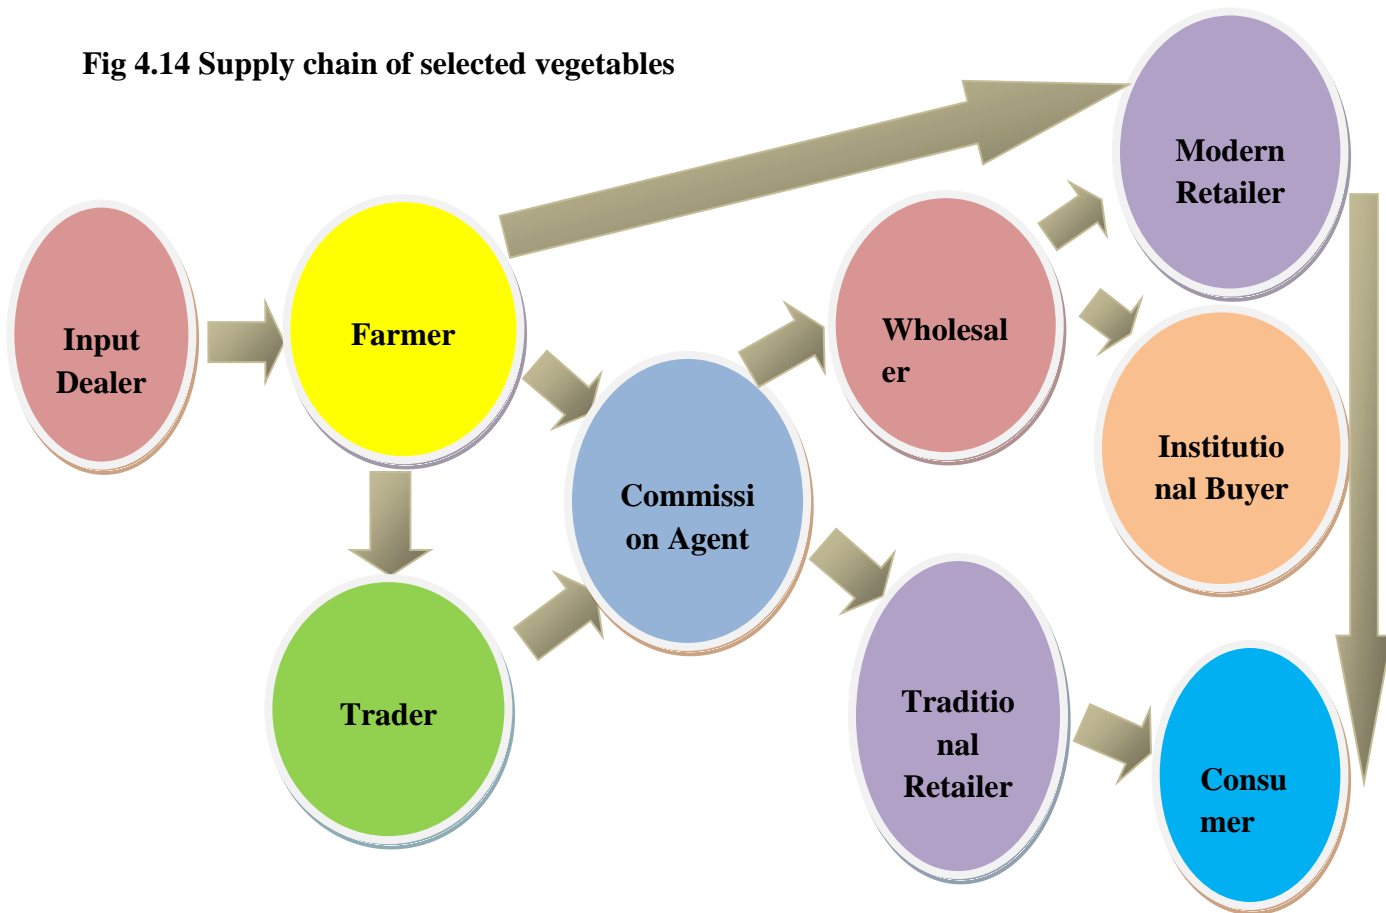 Fig 4.14 Supply chain of selected vegetables
Modern
Retailer
Input
Dealer
Farmer
Wholesal
er
Institutio
nal Buyer
Commissi
on Agent
Trader
Traditio
nal
Retailer
Consu
mer